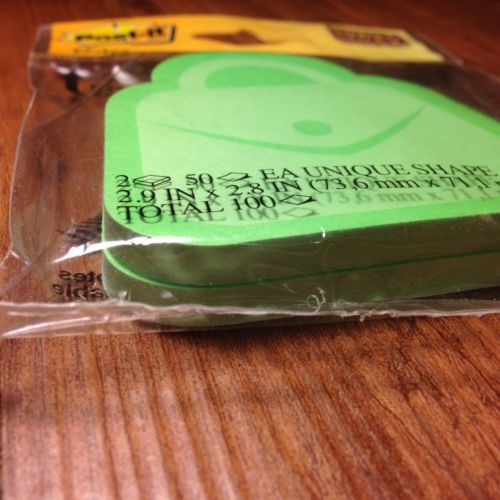 Post-it
2 50 EA UNIQUE SHAPE
2.9 IN x 2.8 IN (73,6 mm x 71,1
TOTAL 100